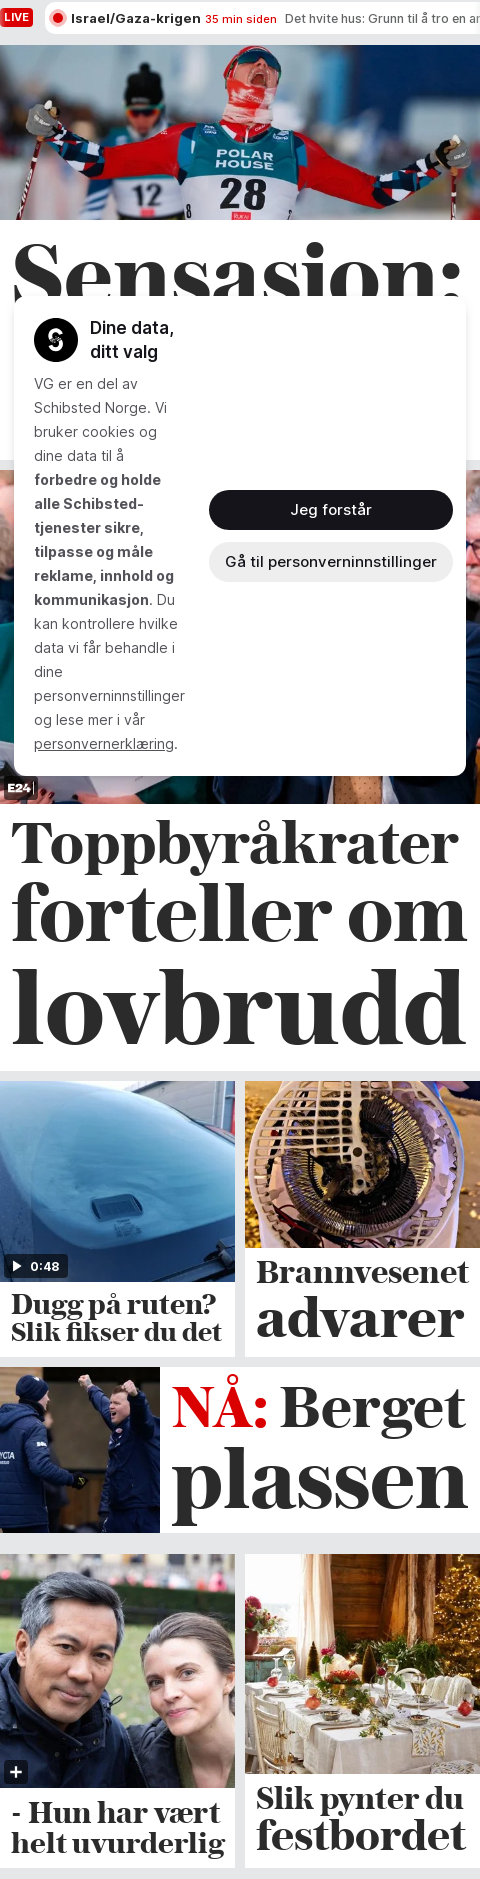 LIVE
Israel/Gaza-krigen 35 min siden Det hvite hus: Grunn til å tro en
POLAR
HOUSE
12
28
8
Sensasjon:
Dine data,
ditt valg
VG er en del av
Schibsted Norge. Vi
bruker cookies og
dine data til å
forbedre og holde
alle Schibsted-
tjenester sikre,
tilpasse og måle
reklame, innhold og
kommunikasjon. Du
kan kontrollere hvilke
data vi får behandle i
dine
personverninnstillinger
og lese mer i vår
personvernerklæring.
Jeg forstår
Gå til personverninnstillinger
E24
Toppbyråkrater
forteller om
lovbrudd
0:48
Dugg på ruten?
Slik fikser du det
Brannvesenet
advarer
NÅ: Berget
plassen
- Hun har vært
helt uvurderlig
Slik pynter du
festbordet